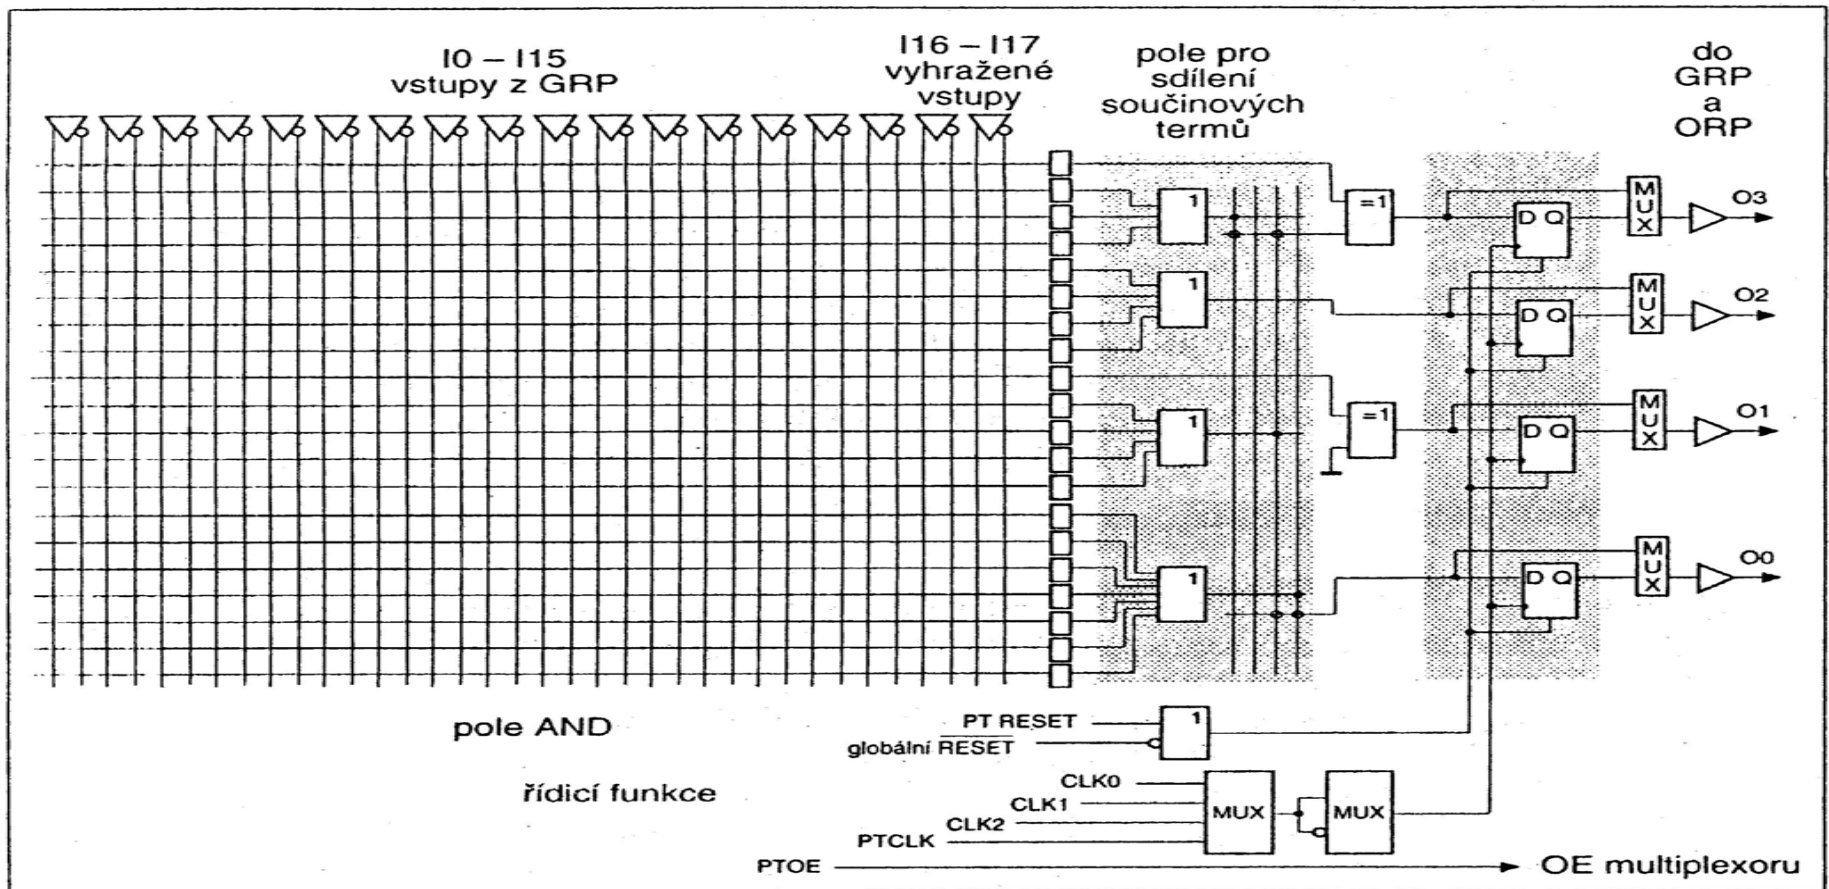 I0 – I15
vstupy z GRP
I16 – I17
vyhražené
vstupy
pole pro
sdílení
součinových
termů
do
GRP
a
ORP
1
=1
D Q
MUX
O3
1
D Q
MUX
O2
1
=1
D Q
MUX
O1
1
D Q
MUX
O0
pole AND
PT RESET
globální RESET
1
řídicí funkce
CLK0
CLK1
CLK2
PTCLK
MUX
MUX
PTOE
OE multiplexoru